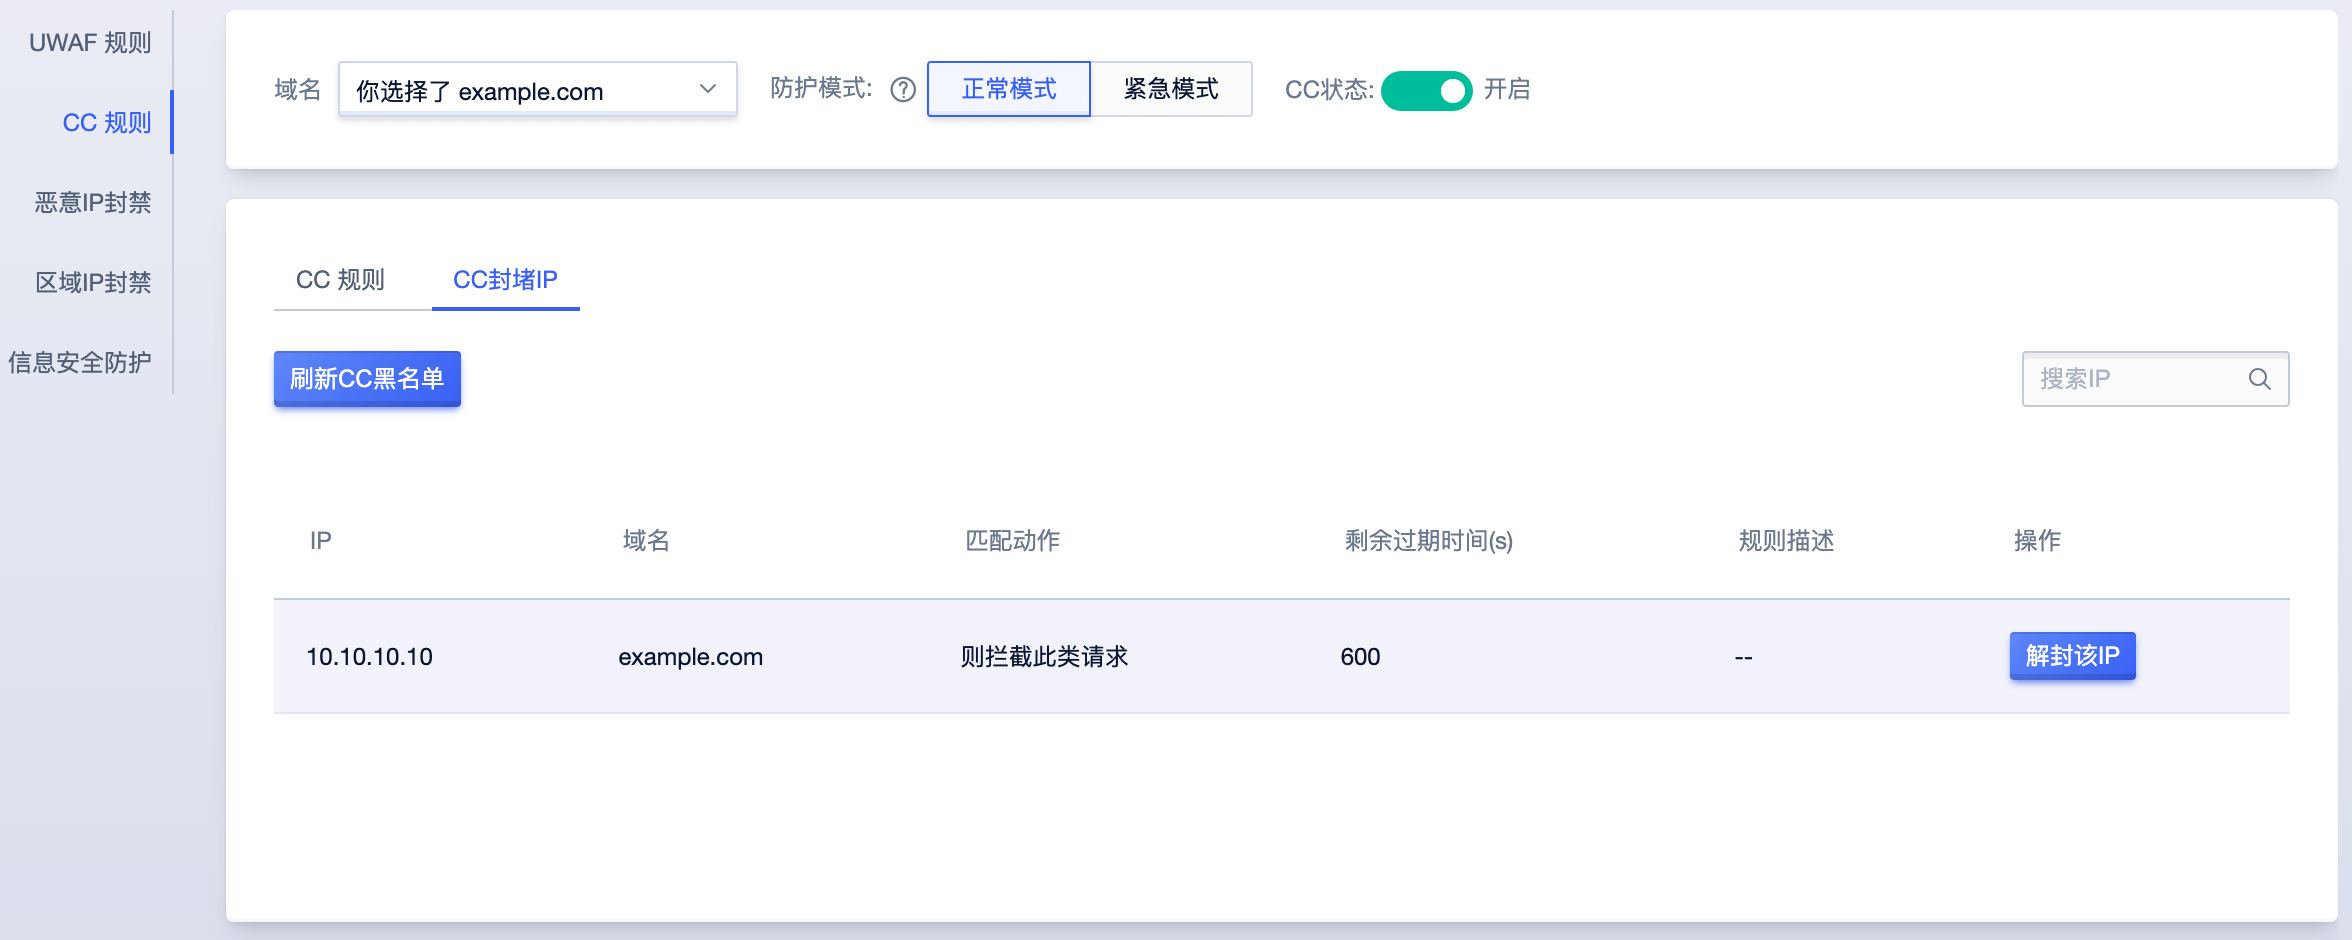 UWAF 规则
CC 规则
恶意IP封禁
区域IP封禁
信息安全防护
域名 你选择了 example.com 防护模式: ? 正常模式 紧急模式 CC状态: 开启
CC 规则 CC封堵IP
刷新CC黑名单 搜索IP
IP 域名 匹配动作 剩余过期时间(s) 规则描述 操作
10.10.10.10 example.com 则拦截此类请求 600 -- 解封该IP